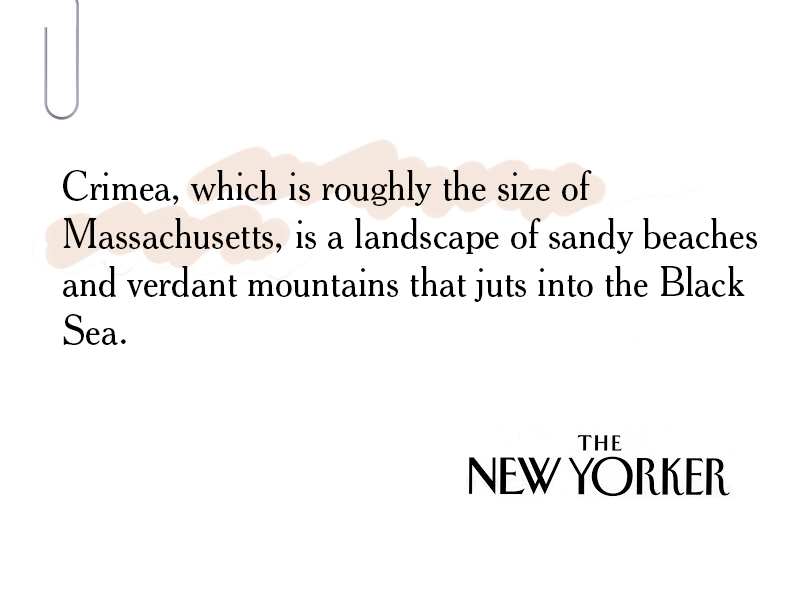 Crimea, which is roughly the size of
Massachusetts, is a landscape of sandy beaches
and verdant mountains that juts into the Black
Sea.
THE
NEW YORKER